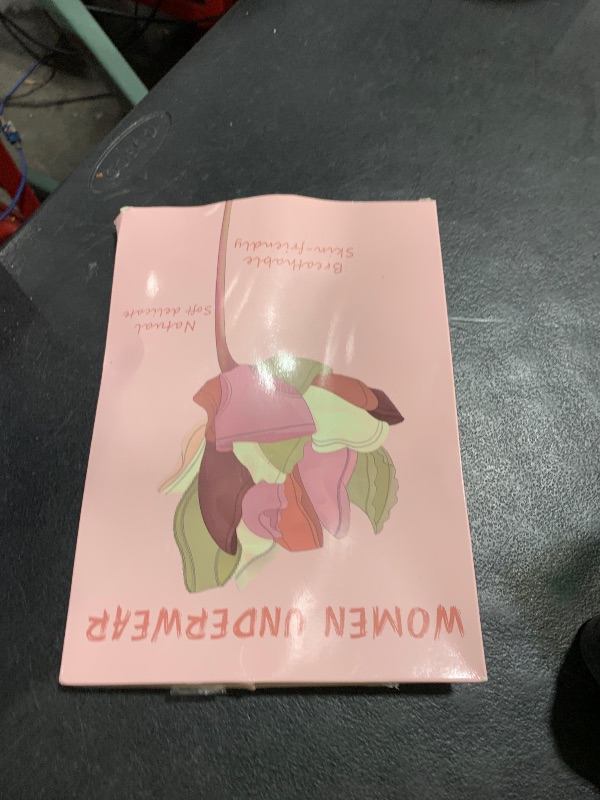 WOMEN UNDERWEAR
Natural
Soft delicate
Breathable
Skin-friendly